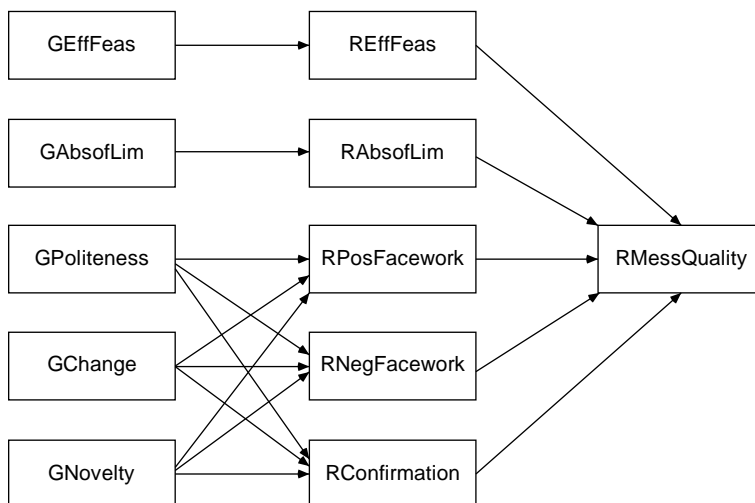 GEffFeas
REffFeas
GAbsofLim
RAbsofLim
GPoliteness
RPosFacework
RMessQuality
GChange
RNegFacework
GNovelty
RConfirmation